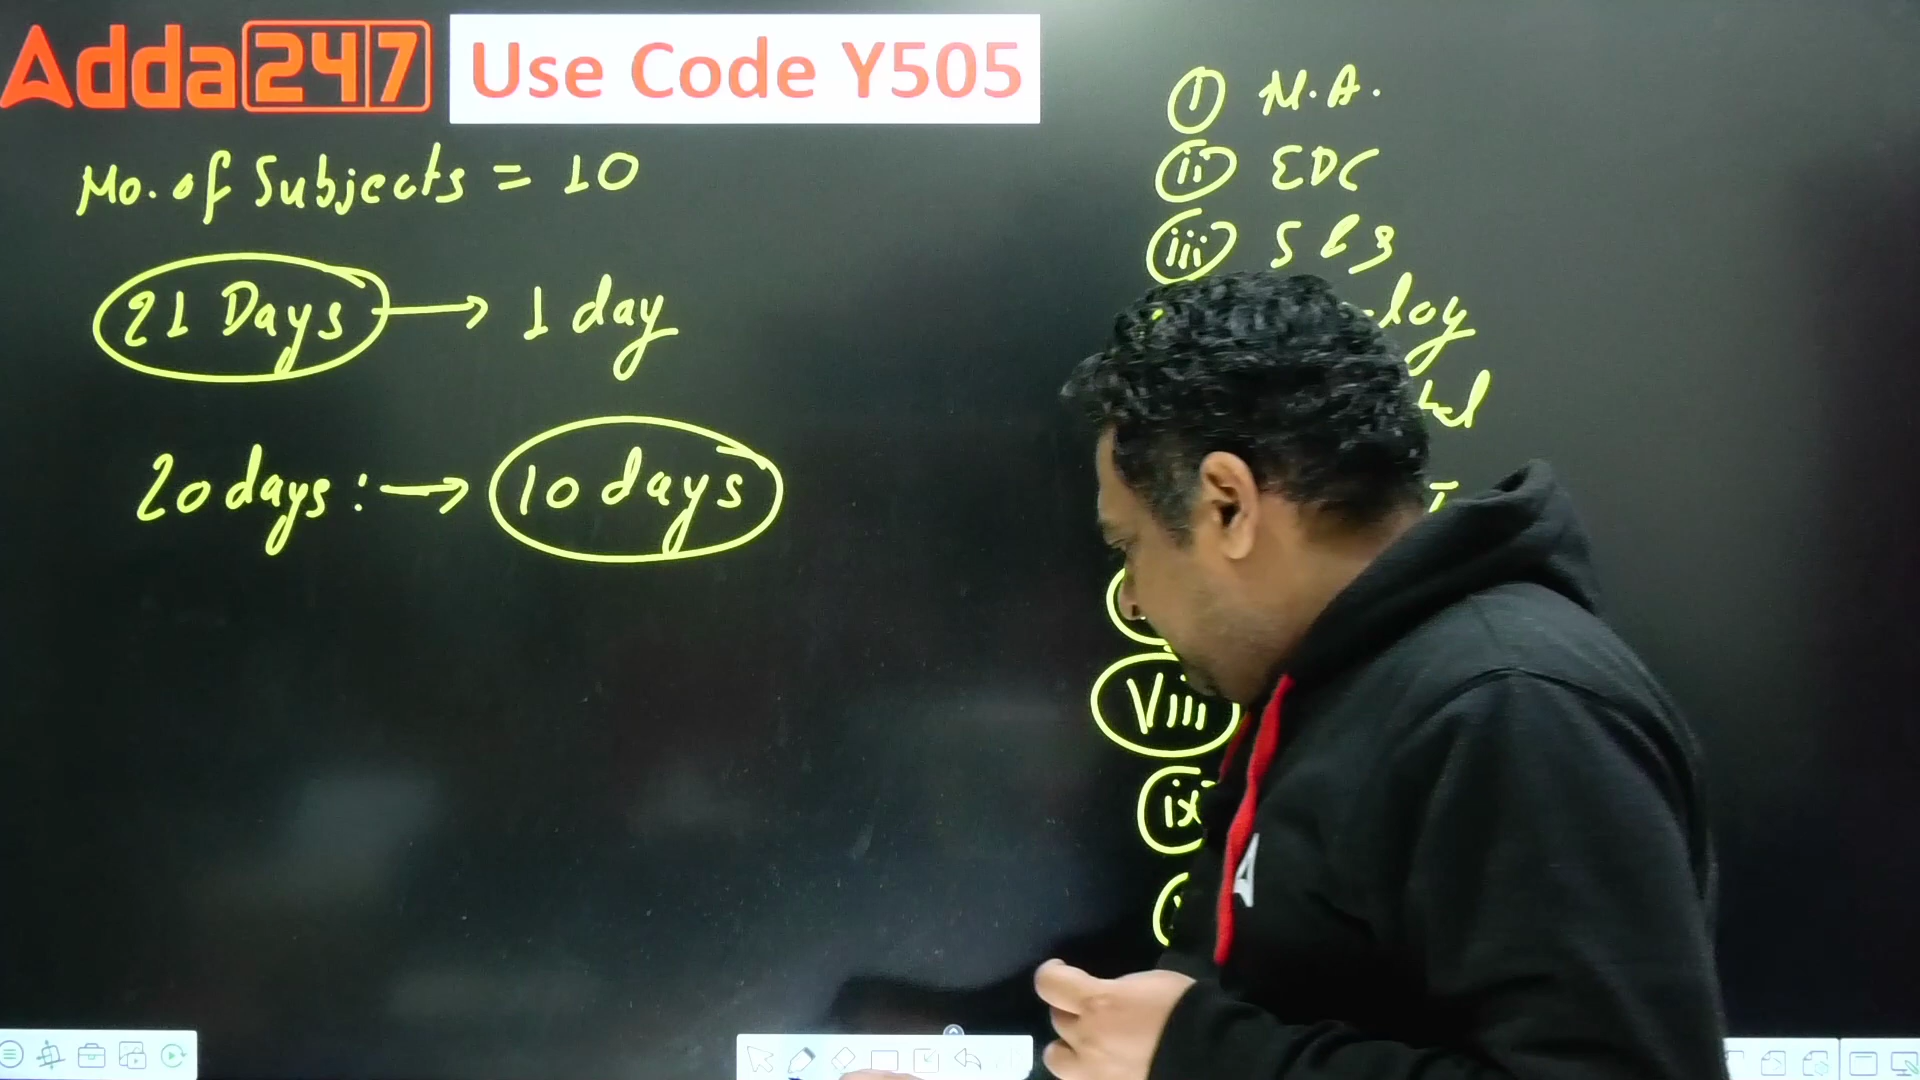 Adda247
Use Code Y505
No. of Subjects = 10
21 Days → 1 day
20 days: → 10 days
i M.A.
ii EDC
iii S & S
viii
ix